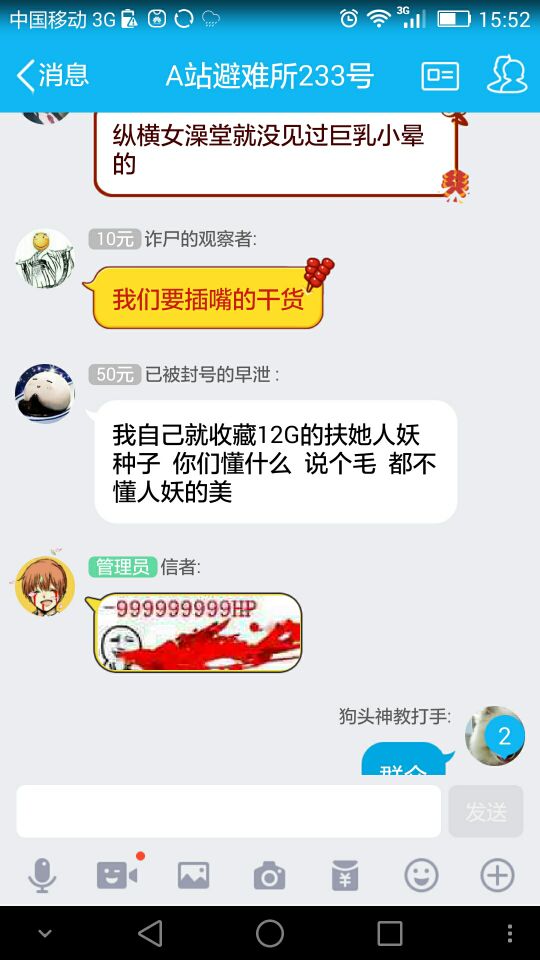 中国移动 3G 3G 15:52
消息 A站避难所233号
纵横女澡堂就没见过巨乳小晕
的
10元 诈尸的观察者:
我们要插嘴的干货
50元 已被封号的早泄:
我自己就收藏12G的扶她人妖
种子 你们懂什么 说个毛 都不
懂人妖的美
管理员 信者:
-999999999HP
狗头神教打手:
2
群众
发送